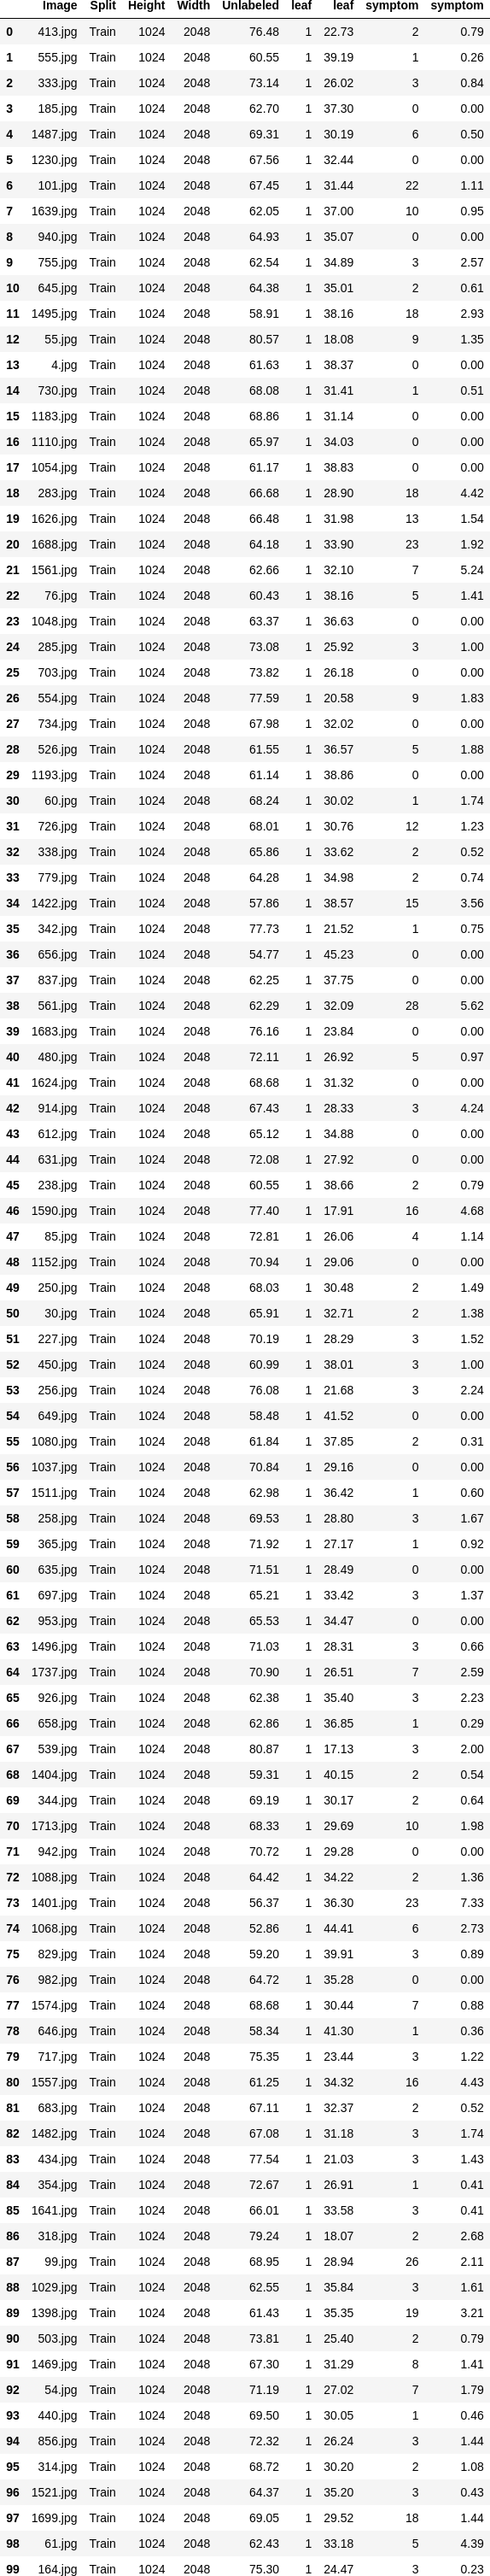 Image Split Height Width Unlabeled leaf leaf symptom symptom
0 413.jpg Train 1024 2048 76.48 1 22.73 2 0.79
1 555.jpg Train 1024 2048 60.55 1 39.19 1 0.26
2 333.jpg Train 1024 2048 73.14 1 26.02 3 0.84
3 185.jpg Train 1024 2048 62.70 1 37.30 0 0.00
4 1487.jpg Train 1024 2048 69.31 1 30.19 6 0.50
5 1230.jpg Train 1024 2048 67.56 1 32.44 0 0.00
6 101.jpg Train 1024 2048 67.45 1 31.44 22 1.11
7 1639.jpg Train 1024 2048 62.05 1 37.00 10 0.95
8 940.jpg Train 1024 2048 64.93 1 35.07 0 0.00
9 755.jpg Train 1024 2048 62.54 1 34.89 3 2.57
10 645.jpg Train 1024 2048 64.38 1 35.01 2 0.61
11 1495.jpg Train 1024 2048 58.91 1 38.16 18 2.93
12 55.jpg Train 1024 2048 80.57 1 18.08 9 1.35
13 4.jpg Train 1024 2048 61.63 1 38.37 0 0.00
14 730.jpg Train 1024 2048 68.08 1 31.41 1 0.51
15 1183.jpg Train 1024 2048 68.86 1 31.14 0 0.00
16 1110.jpg Train 1024 2048 65.97 1 34.03 0 0.00
17 1054.jpg Train 1024 2048 61.17 1 38.83 0 0.00
18 283.jpg Train 1024 2048 66.68 1 28.90 18 4.42
19 1626.jpg Train 1024 2048 66.48 1 31.98 13 1.54
20 1688.jpg Train 1024 2048 64.18 1 33.90 23 1.92
21 1561.jpg Train 1024 2048 62.66 1 32.10 7 5.24
22 76.jpg Train 1024 2048 60.43 1 38.16 5 1.41
23 1048.jpg Train 1024 2048 63.37 1 36.63 0 0.00
24 285.jpg Train 1024 2048 73.08 1 25.92 3 1.00
25 703.jpg Train 1024 2048 73.82 1 26.18 0 0.00
26 554.jpg Train 1024 2048 77.59 1 20.58 9 1.83
27 734.jpg Train 1024 2048 67.98 1 32.02 0 0.00
28 526.jpg Train 1024 2048 61.55 1 36.57 5 1.88
29 1193.jpg Train 1024 2048 61.14 1 38.86 0 0.00
30 60.jpg Train 1024 2048 68.24 1 30.02 1 1.74
31 726.jpg Train 1024 2048 68.01 1 30.76 12 1.23
32 338.jpg Train 1024 2048 65.86 1 33.62 2 0.52
33 779.jpg Train 1024 2048 64.28 1 34.98 2 0.74
34 1422.jpg Train 1024 2048 57.86 1 38.57 15 3.56
35 342.jpg Train 1024 2048 77.73 1 21.52 1 0.75
36 656.jpg Train 1024 2048 54.77 1 45.23 0 0.00
37 837.jpg Train 1024 2048 62.25 1 37.75 0 0.00
38 561.jpg Train 1024 2048 62.29 1 32.09 28 5.62
39 1683.jpg Train 1024 2048 76.16 1 23.84 0 0.00
40 480.jpg Train 1024 2048 72.11 1 26.92 5 0.97
41 1624.jpg Train 1024 2048 68.68 1 31.32 0 0.00
42 914.jpg Train 1024 2048 67.43 1 28.33 3 4.24
43 612.jpg Train 1024 2048 65.12 1 34.88 0 0.00
44 631.jpg Train 1024 2048 72.08 1 27.92 0 0.00
45 238.jpg Train 1024 2048 60.55 1 38.66 2 0.79
46 1590.jpg Train 1024 2048 77.40 1 17.91 16 4.68
47 85.jpg Train 1024 2048 72.81 1 26.06 4 1.14
48 1152.jpg Train 1024 2048 70.94 1 29.06 0 0.00
49 250.jpg Train 1024 2048 68.03 1 30.48 2 1.49
50 30.jpg Train 1024 2048 65.91 1 32.71 2 1.38
51 227.jpg Train 1024 2048 70.19 1 28.29 3 1.52
52 450.jpg Train 1024 2048 60.99 1 38.01 3 1.00
53 256.jpg Train 1024 2048 76.08 1 21.68 3 2.24
54 649.jpg Train 1024 2048 58.48 1 41.52 0 0.00
55 1080.jpg Train 1024 2048 61.84 1 37.85 2 0.31
56 1037.jpg Train 1024 2048 70.84 1 29.16 0 0.00
57 1511.jpg Train 1024 2048 62.98 1 36.42 1 0.60
58 258.jpg Train 1024 2048 69.53 1 28.80 3 1.67
59 365.jpg Train 1024 2048 71.92 1 27.17 1 0.92
60 635.jpg Train 1024 2048 71.51 1 28.49 0 0.00
61 697.jpg Train 1024 2048 65.21 1 33.42 3 1.37
62 953.jpg Train 1024 2048 65.53 1 34.47 0 0.00
63 1496.jpg Train 1024 2048 71.03 1 28.31 3 0.66
64 1737.jpg Train 1024 2048 70.90 1 26.51 7 2.59
65 926.jpg Train 1024 2048 62.38 1 35.40 3 2.23
66 658.jpg Train 1024 2048 62.86 1 36.85 1 0.29
67 539.jpg Train 1024 2048 80.87 1 17.13 3 2.00
68 1404.jpg Train 1024 2048 59.31 1 40.15 2 0.54
69 344.jpg Train 1024 2048 69.19 1 30.17 2 0.64
70 1713.jpg Train 1024 2048 68.33 1 29.69 10 1.98
71 942.jpg Train 1024 2048 70.72 1 29.28 0 0.00
72 1088.jpg Train 1024 2048 64.42 1 34.22 2 1.36
73 1401.jpg Train 1024 2048 56.37 1 36.30 23 7.33
74 1068.jpg Train 1024 2048 52.86 1 44.41 6 2.73
75 829.jpg Train 1024 2048 59.20 1 39.91 3 0.89
76 982.jpg Train 1024 2048 64.72 1 35.28 0 0.00
77 1574.jpg Train 1024 2048 68.68 1 30.44 7 0.88
78 646.jpg Train 1024 2048 58.34 1 41.30 1 0.36
79 717.jpg Train 1024 2048 75.35 1 23.44 3 1.22
80 1557.jpg Train 1024 2048 61.25 1 34.32 16 4.43
81 683.jpg Train 1024 2048 67.11 1 32.37 2 0.52
82 1482.jpg Train 1024 2048 67.08 1 31.18 3 1.74
83 434.jpg Train 1024 2048 77.54 1 21.03 3 1.43
84 354.jpg Train 1024 2048 72.67 1 26.91 1 0.41
85 1641.jpg Train 1024 2048 66.01 1 33.58 3 0.41
86 318.jpg Train 1024 2048 79.24 1 18.07 2 2.68
87 99.jpg Train 1024 2048 68.95 1 28.94 26 2.11
88 1029.jpg Train 1024 2048 62.55 1 35.84 3 1.61
89 1398.jpg Train 1024 2048 61.43 1 35.35 19 3.21
90 503.jpg Train 1024 2048 73.81 1 25.40 2 0.79
91 1469.jpg Train 1024 2048 67.30 1 31.29 8 1.41
92 54.jpg Train 1024 2048 71.19 1 27.02 7 1.79
93 440.jpg Train 1024 2048 69.50 1 30.05 1 0.46
94 856.jpg Train 1024 2048 72.32 1 26.24 3 1.44
95 314.jpg Train 1024 2048 68.72 1 30.20 2 1.08
96 1521.jpg Train 1024 2048 64.37 1 35.20 3 0.43
97 1699.jpg Train 1024 2048 69.05 1 29.52 18 1.44
98 61.jpg Train 1024 2048 62.43 1 33.18 5 4.39
99 164.jpg Train 1024 2048 75.30 1 24.47 3 0.23